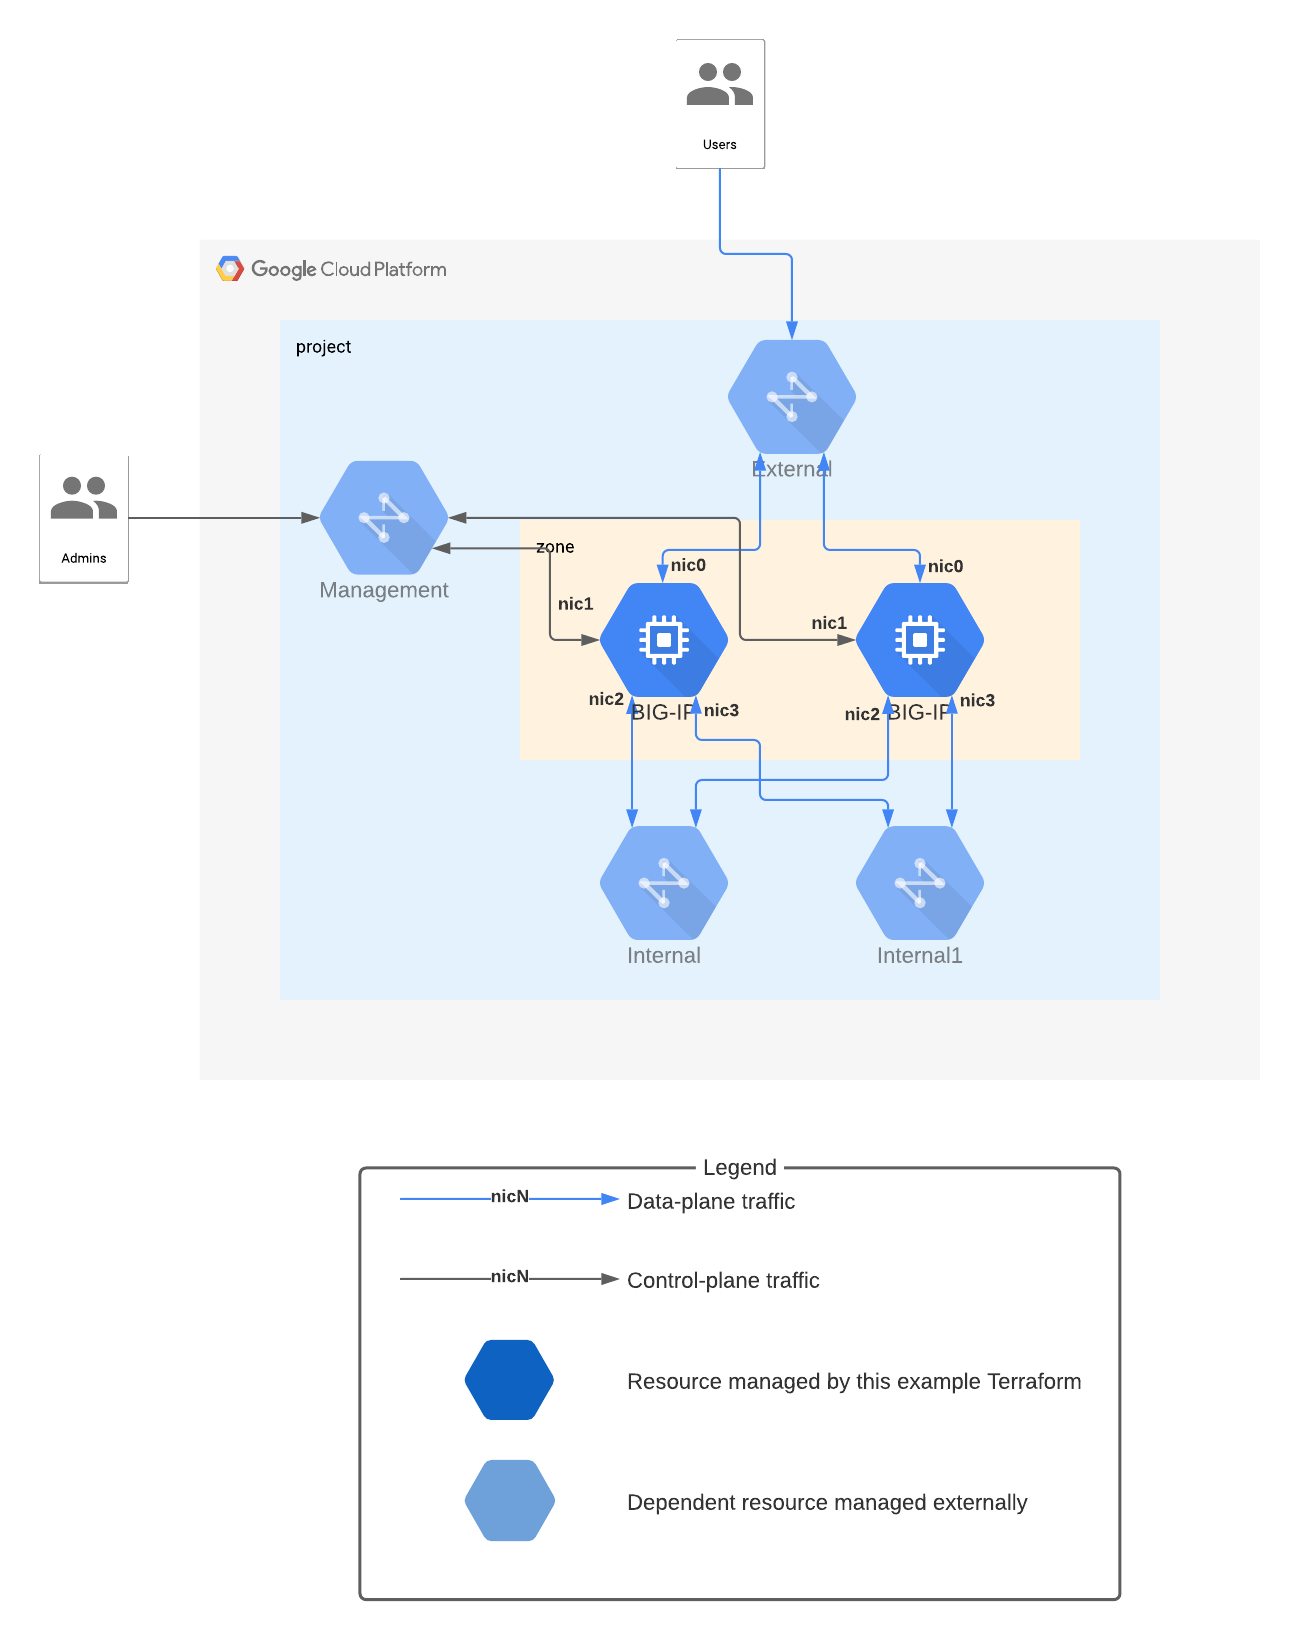 Users
Google Cloud Platform
project
External
Admins
Management
zone
nic0
nic0
nic1
nic1
nic2
BIG-IP
nic3
nic2
BIG-IP
nic3
Internal
Internal1
Legend
nicN
Data-plane traffic
nicN
Control-plane traffic
Resource managed by this example Terraform
Dependent resource managed externally